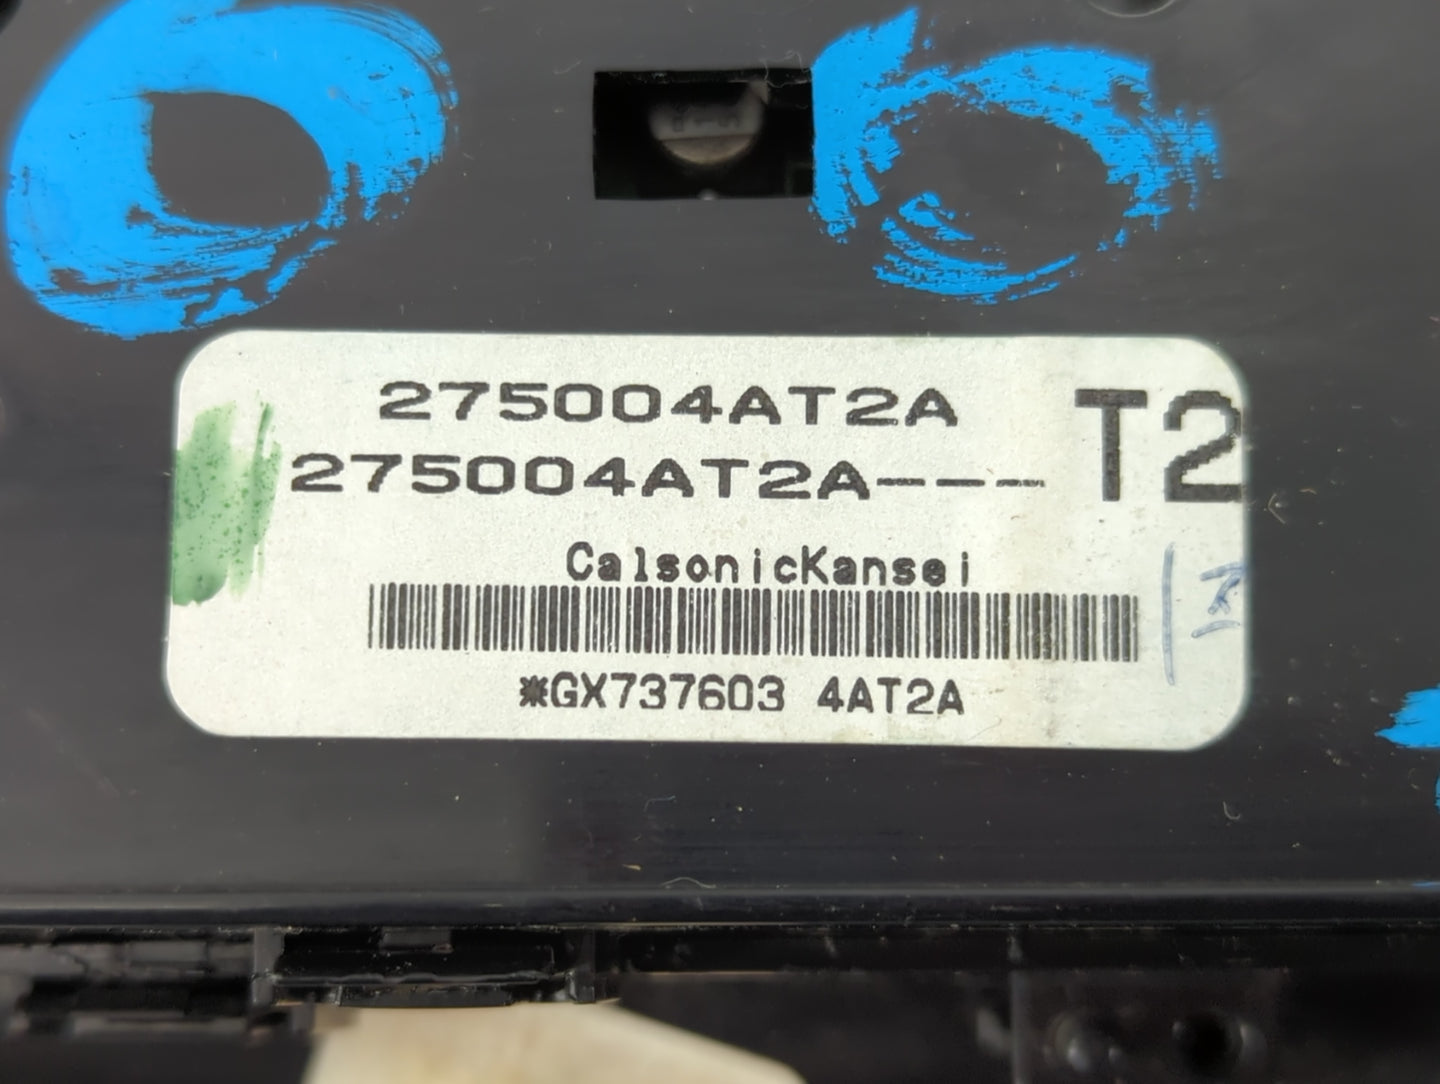 275004AT2A
275004AT2A---
T2
CalsonicKansei
*GX737603 4AT2A